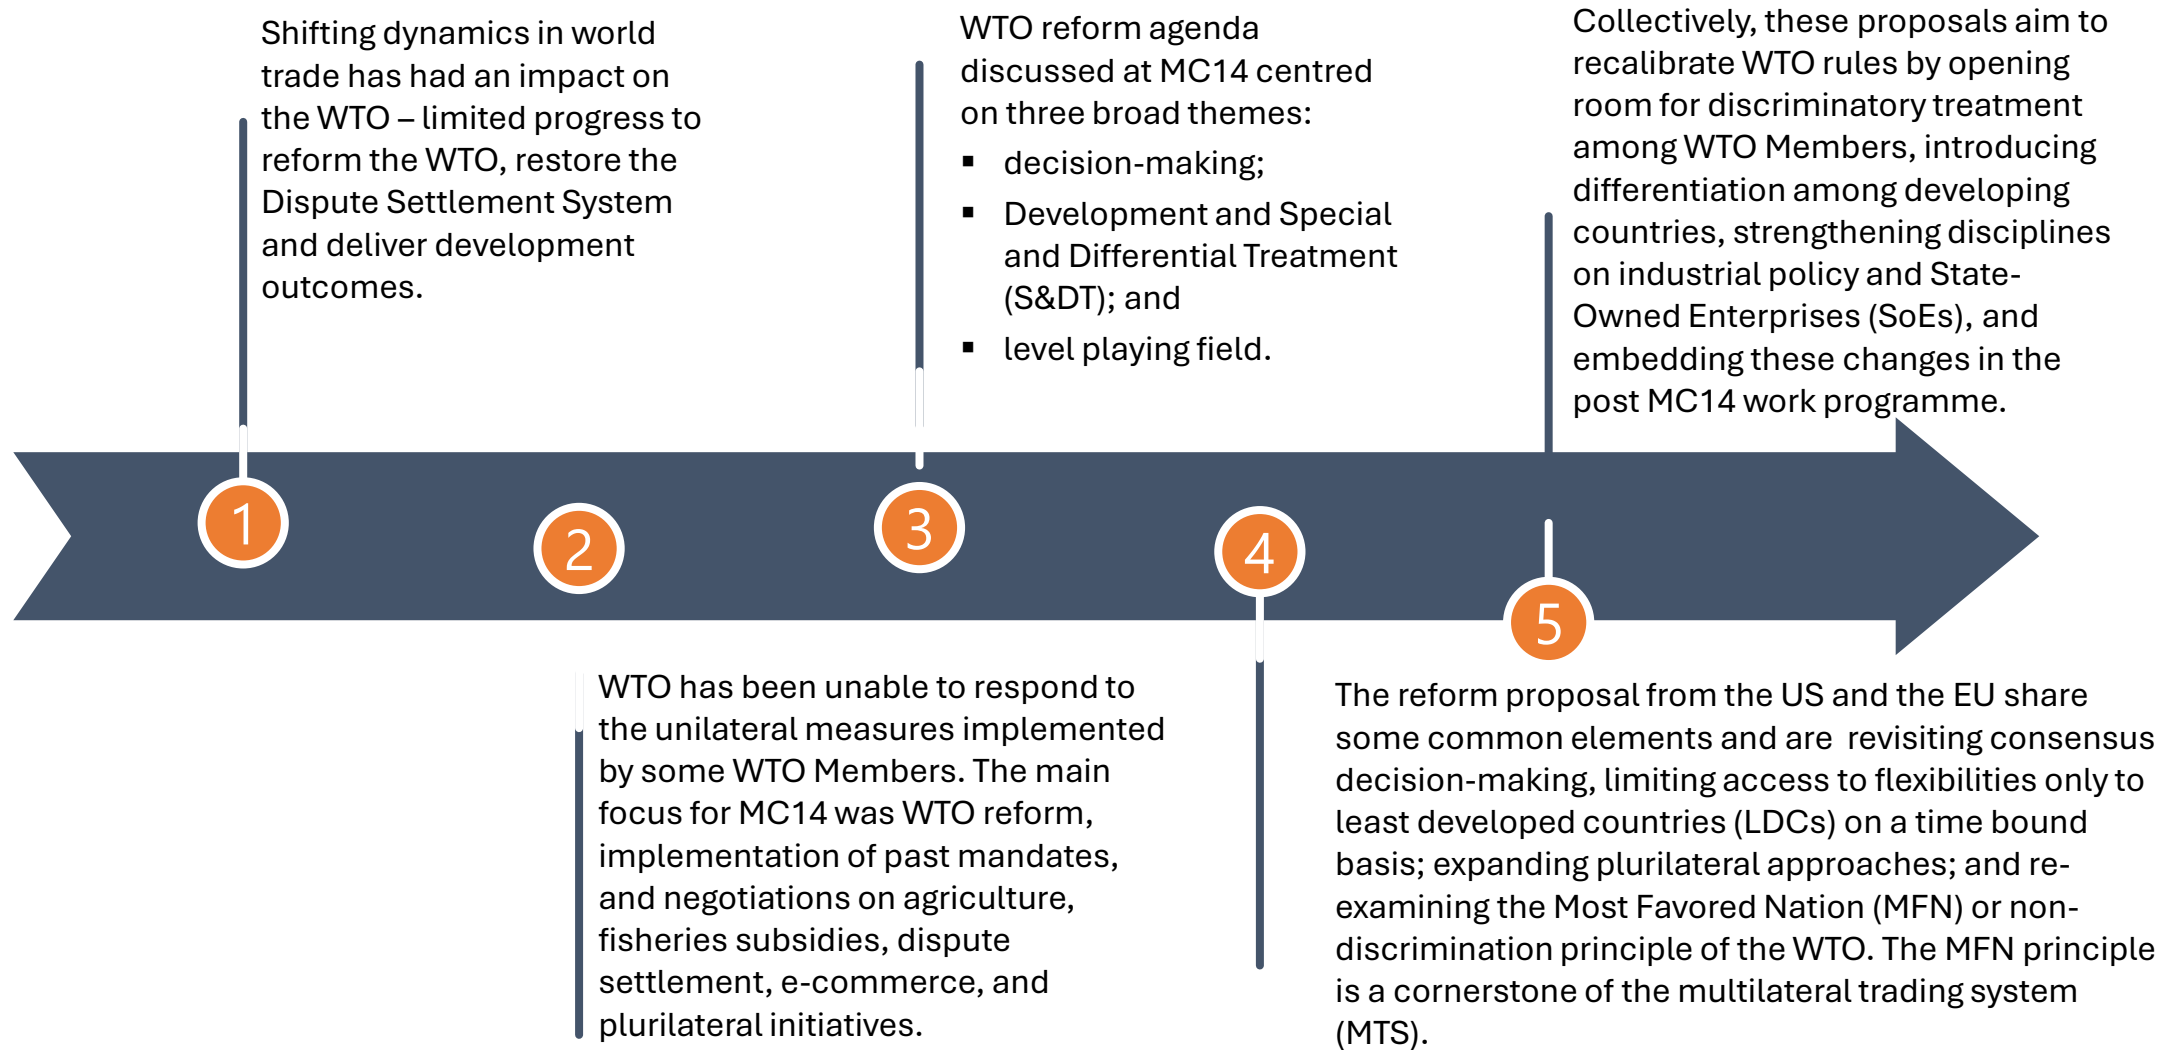 Shifting dynamics in world
trade has had an impact on
the WTO – limited progress to
reform the WTO, restore the
Dispute Settlement System
and deliver development
outcomes.
1
WTO has been unable to respond to
the unilateral measures implemented
by some WTO Members. The main
focus for MC14 was WTO reform,
implementation of past mandates,
and negotiations on agriculture,
fisheries subsidies, dispute
settlement, e-commerce, and
plurilateral initiatives.
2
WTO reform agenda
discussed at MC14 centred
on three broad themes:
▪ decision-making;
▪ Development and Special
and Differential Treatment
(S&DT); and
▪ level playing field.
3
The reform proposal from the US and the EU share
some common elements and are  revisiting consensus
decision-making, limiting access to flexibilities only to
least developed countries (LDCs) on a time bound
basis; expanding plurilateral approaches; and re-
examining the Most Favored Nation (MFN) or non-
discrimination principle of the WTO. The MFN principle
is a cornerstone of the multilateral trading system
(MTS).
4
Collectively, these proposals aim to
recalibrate WTO rules by opening
room for discriminatory treatment
among WTO Members, introducing
differentiation among developing
countries, strengthening disciplines
on industrial policy and State-
Owned Enterprises (SoEs), and
embedding these changes in the
post MC14 work programme.
5